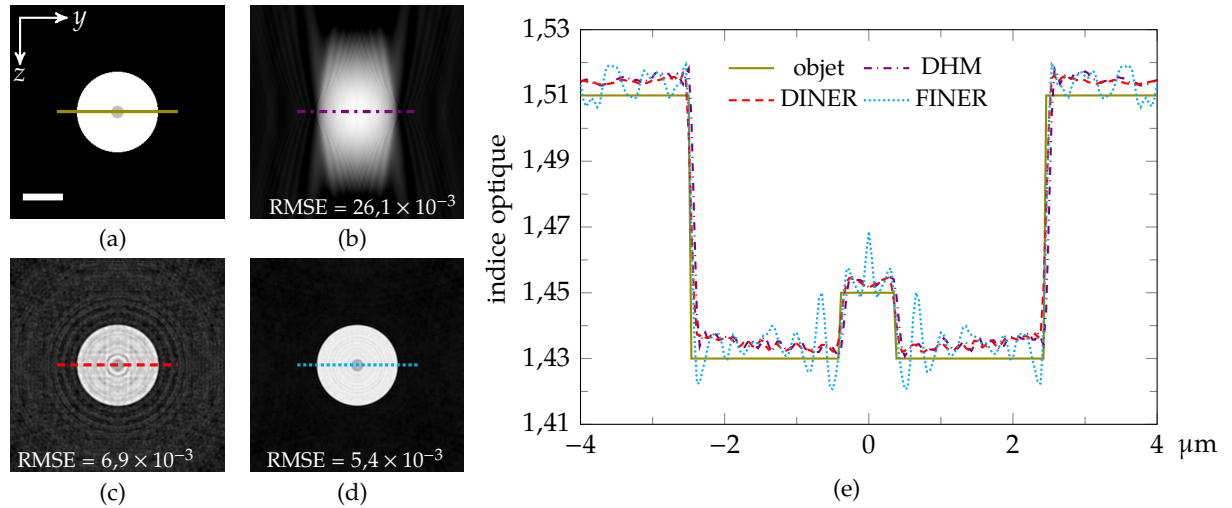 y
z
(a)
RMSE = 26,1 × 10⁻³
(b)
RMSE = 6,9 × 10⁻³
(c)
RMSE = 5,4 × 10⁻³
(d)
indice optique
1,53
1,51
1,49
1,47
1,45
1,43
1,41
objet DHM
DINER FINER
−4 −2 0 2 4 μm
(e)